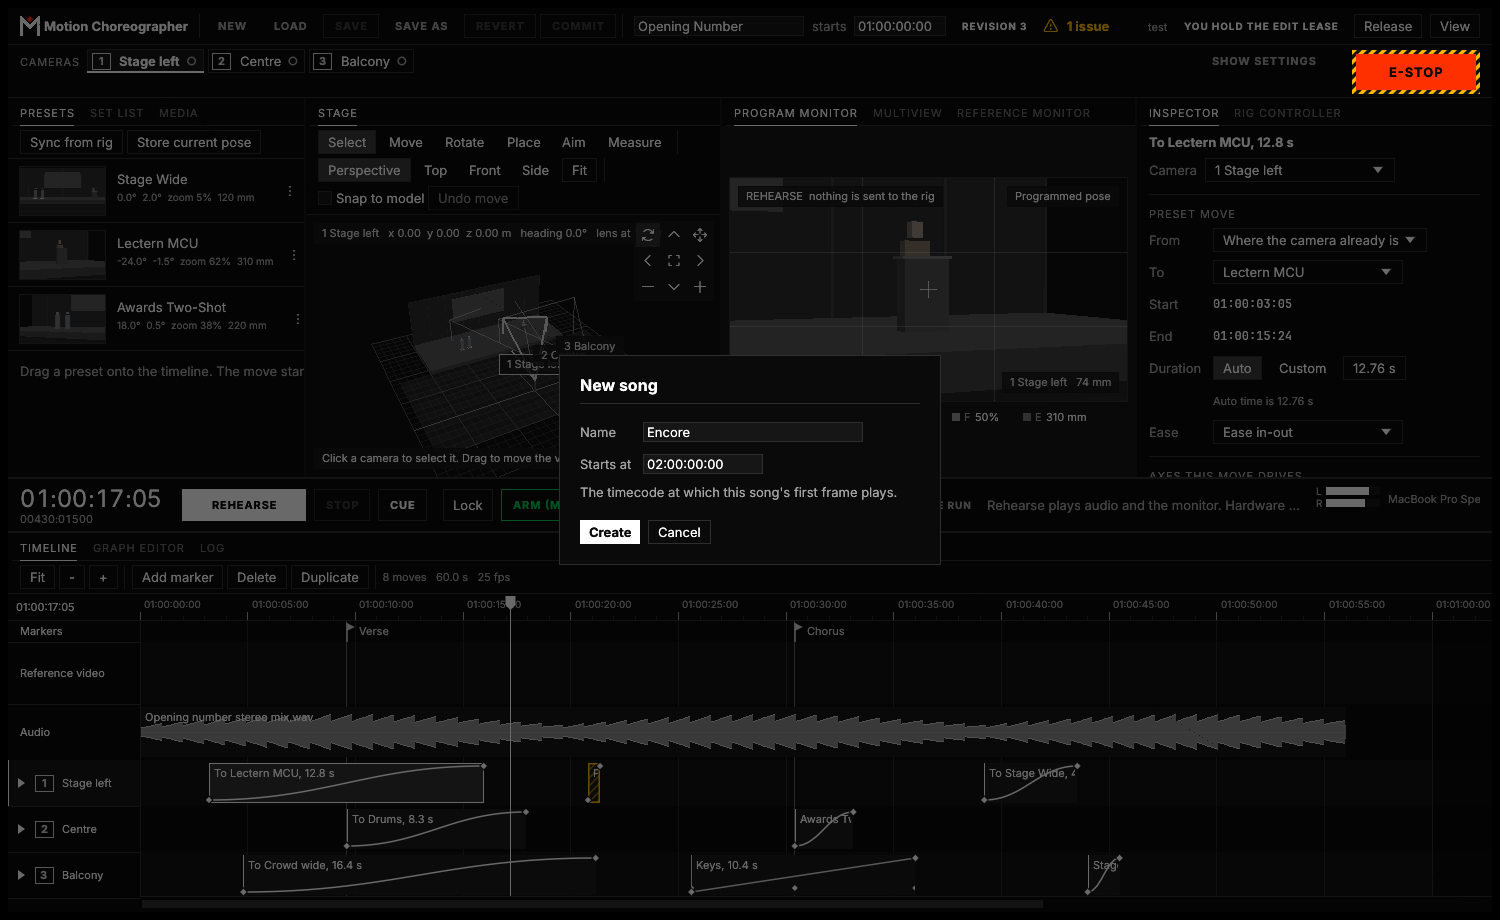 Motion Choreographer NEW LOAD SAVE SAVE AS REVERT COMMIT Opening Number starts 01:00:00:00 REVISION 3 1 issue test YOU HOLD THE EDIT LEASE Release View
CAMERAS 1 Stage left 2 Centre 3 Balcony SHOW SETTINGS E-STOP
PRESETS SET LIST MEDIA
Sync from rig Store current pose
Stage Wide
0.0° 2.0° zoom 5% 120 mm
Lectern MCU
-24.0° -1.5° zoom 62% 310 mm
Awards Two-Shot
18.0° 0.5° zoom 38% 220 mm
Drag a preset onto the timeline. The move star
STAGE
Select Move Rotate Place Aim Measure
Perspective Top Front Side Fit
Snap to model Undo move
1 Stage left x 0.00 y 0.00 z 0.00 m heading 0.0° lens at
3 Balcony
1 Stage
Click a camera to select it. Drag to move the v
PROGRAM MONITOR MULTIVIEW REFERENCE MONITOR
REHEARSE nothing is sent to the rig Programmed pose
1 Stage left 74 mm
F 50% E 310 mm
INSPECTOR RIG CONTROLLER
To Lectern MCU, 12.8 s
Camera 1 Stage left
PRESET MOVE
From Where the camera already is
To Lectern MCU
Start 01:00:03:05
End 01:00:15:24
Duration Auto Custom 12.76 s
Auto time is 12.76 s
Ease Ease in-out
AXES THIS MOVE DRIVES
New song
Name Encore
Starts at 02:00:00:00
The timecode at which this song's first frame plays.
Create Cancel
01:00:17:05
00430:01500
REHEARSE STOP CUE Lock ARM (M E RUN Rehearse plays audio and the monitor. Hardware ... L R MacBook Pro Spe
TIMELINE GRAPH EDITOR LOG
Fit - + Add marker Delete Duplicate 8 moves 60.0 s 25 fps
01:00:17:05 01:00:00:00 01:00:05:00 01:00:10:00 01:00:15:00 01:00:20:00 01:00:25:00 01:00:30:00 01:00:35:00 01:00:40:00 01:00:45:00 01:00:50:00 01:00:55:00 01:01:00:00
Markers Verse Chorus
Reference video
Opening number stereo mix.wav
Audio
To Lectern MCU, 12.8 s To Stage Wide, 4
1 Stage left
To Drums, 8.3 s Awards Tw
2 Centre
To Crowd wide, 16.4 s Keys, 10.4 s Stag
3 Balcony